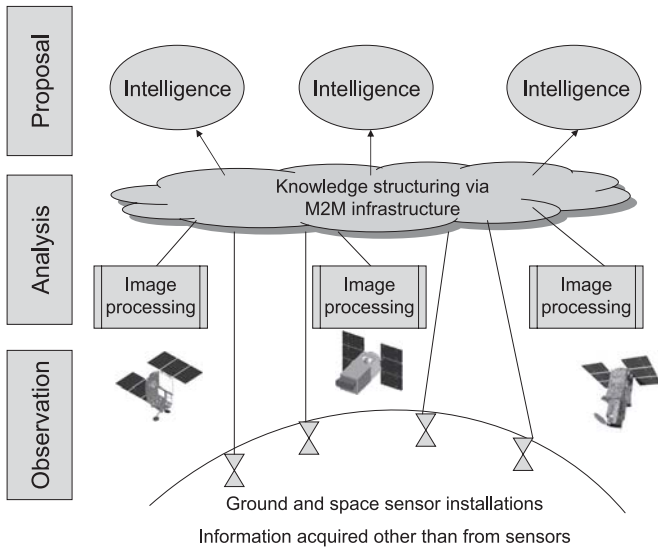 Proposal
Intelligence
Intelligence
Intelligence
Analysis
Knowledge structuring via
M2M infrastructure
Image
processing
Image
processing
Image
processing
Observation
Ground and space sensor installations
Information acquired other than from sensors